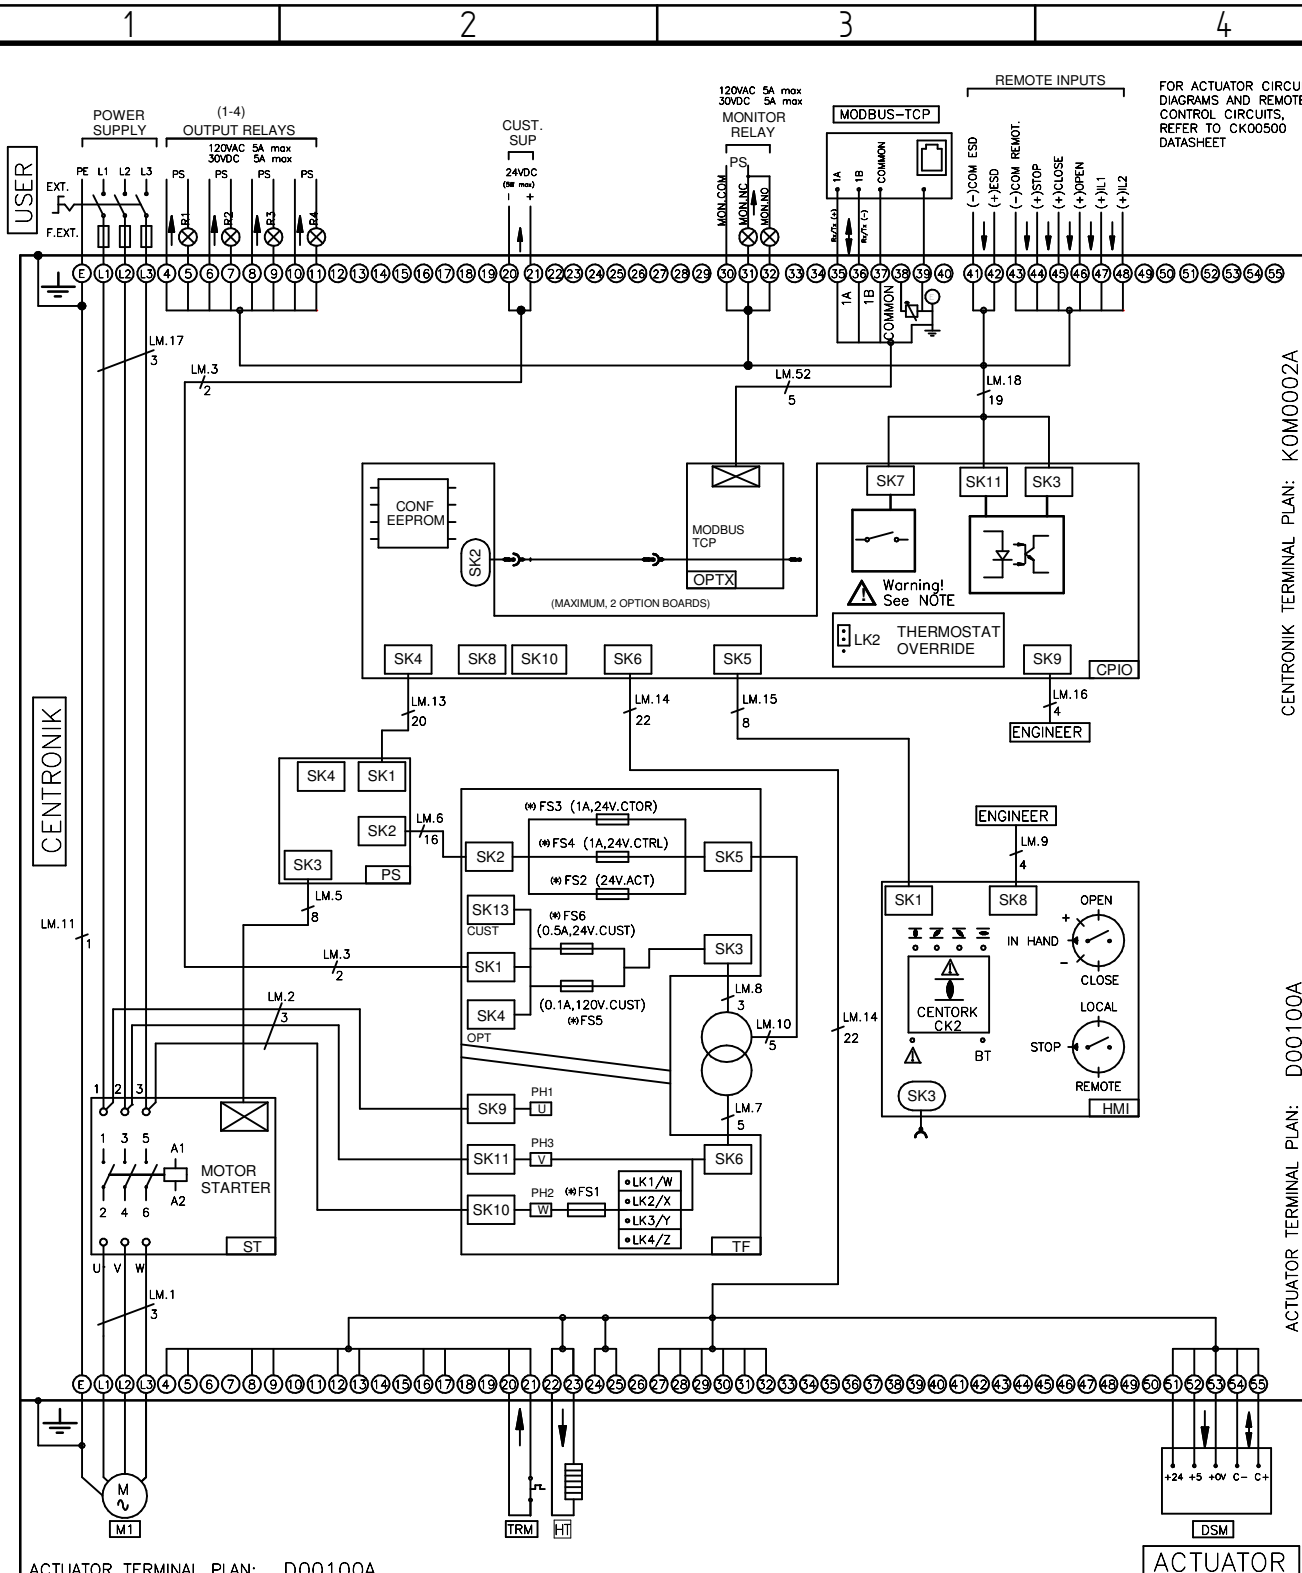 1 2 3 4
POWER
SUPPLY
(1-4)
OUTPUT RELAYS
120VAC 5A max
30VDC 5A max
CUST.
SUP
24VDC
(5W max)
- +
120VAC 5A max
30VDC 5A max
MONITOR
RELAY
PS
MODBUS-TCP
REMOTE INPUTS
FOR ACTUATOR CIRCU
DIAGRAMS AND REMOTE
CONTROL CIRCUITS,
REFER TO CK00500
DATASHEET
USER
PE L1 L2 L3
EXT.
F.EXT.
PS PS PS PS
R1 R2 R3 R4
MON.COM
MON.NC
MON.NO
1A
1B
COMMON
Rx/Tx (+)
Rx/Tx (-)
(-)COM ESD
(+)ESD
(-)COM REMOT.
(+)STOP
(+)CLOSE
(+)OPEN
(+)IL1
(+)IL2
E L1 L2 L3 4 5 6 7 8 9 10 11 12 13 14 15 16 17 18 19 20 21 22 23 24 25 26 27 28 29 30 31 32 33 34 35 36 37 38 39 40 41 42 43 44 45 46 47 48 49 50 51 52 53 54 55
1A
1B
COMMON
LM.17
3
LM.3
2
LM.52
5
LM.18
19
CENTRONIK TERMINAL PLAN: K0M0002A
CONF
EEPROM
SK2
MODBUS
TCP
OPTX
(MAXIMUM, 2 OPTION BOARDS)
SK7
SK11
SK3
Warning!
See NOTE
LK2
THERMOSTAT
OVERRIDE
SK4
SK8
SK10
SK6
SK5
SK9
CPIO
LM.13
20
LM.14
22
LM.15
8
LM.16
4
ENGINEER
CENTRONIK
SK4
SK1
SK2
SK3
PS
LM.6
16
LM.5
8
LM.11
1
LM.3
2
LM.2
3
(*) FS3 (1A,24V.CTOR)
(*) FS4 (1A,24V.CTRL)
(*) FS2 (24V.ACT)
SK2
SK5
SK13
CUST
(*) FS6
(0.5A,24V.CUST)
SK1
SK3
SK4
OPT
(0.1A,120V.CUST)
(*)FS5
LM.8
3
LM.10
5
LM.7
5
LM.14
22
SK9
PH1
U
SK11
PH3
V
SK10
PH2
W
(*)FS1
LK1/W
LK2/X
LK3/Y
LK4/Z
SK6
TF
ENGINEER
LM.9
4
SK1
SK8
OPEN
+
IN HAND
-
CLOSE
CENTORK
CK2
BT
LOCAL
STOP
REMOTE
SK3
HMI
ACTUATOR TERMINAL PLAN: D00100A
1 2 3
1 3 5
A1
A2
2 4 6
MOTOR
STARTER
ST
U V W
LM.1
3
E L1 L2 L3 4 5 6 7 8 9 10 11 12 13 14 15 16 17 18 19 20 21 22 23 24 25 26 27 28 29 30 31 32 33 34 35 36 37 38 39 40 41 42 43 44 45 46 47 48 49 50 51 52 53 54 55
M
M1
TRM
HT
+24 +5 +0V C- C+
DSM
ACTUATOR
ACTUATOR TERMINAL PLAN: D00100A